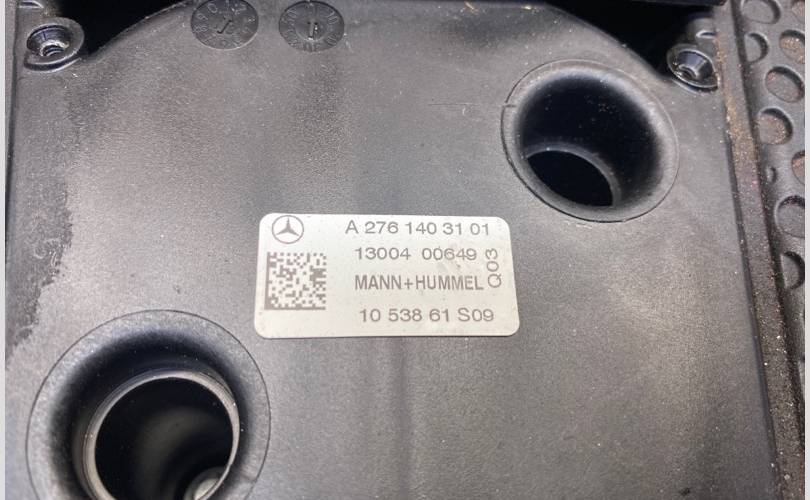 A 276 140 31 01
13004 00649
Q03
MANN+HUMMEL
10 538 61 S09